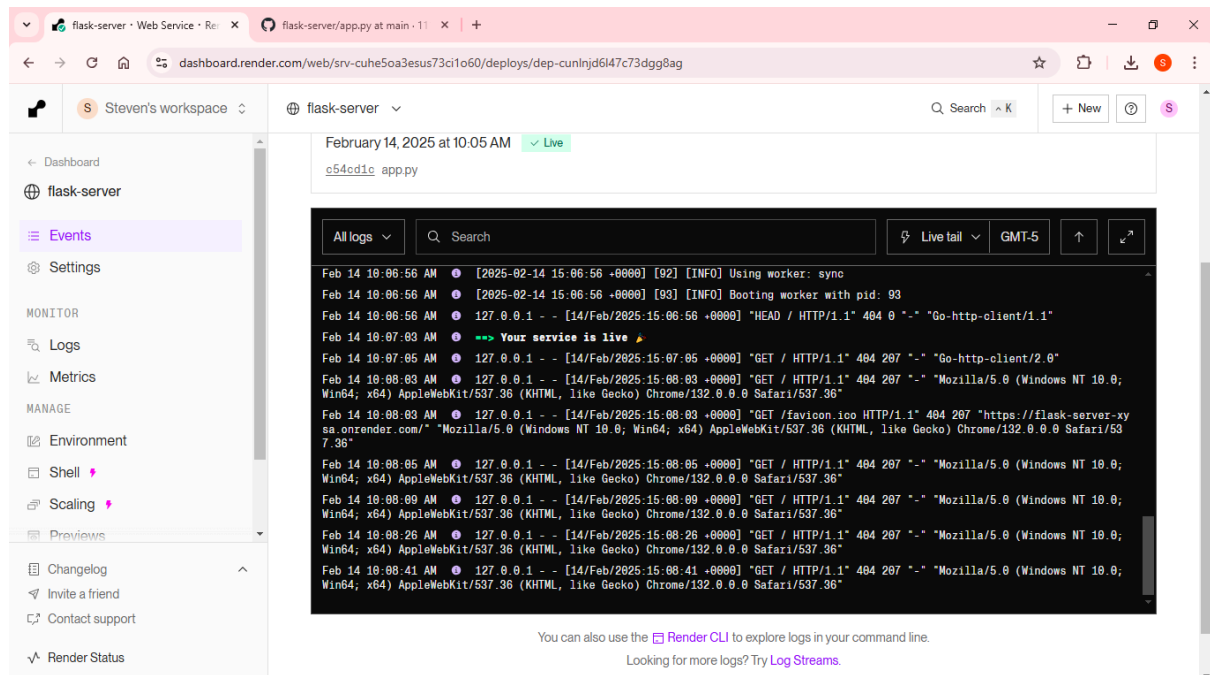 flask-server · Web Service · Ren
flask-server/app.py at main · 11
dashboard.render.com/web/srv-cuhe5oa3esus73ci1o60/deploys/dep-cunlnjd6l47c73dgg8ag
S
S Steven's workspace
flask-server
Search ^ K
+ New
S
← Dashboard
flask-server
Events
Settings
MONITOR
Logs
Metrics
MANAGE
Environment
Shell
Scaling
Previews
Changelog
Invite a friend
Contact support
Render Status
February 14, 2025 at 10:05 AM ✓ Live
c54cd1c app.py
All logs
Search
Live tail
GMT-5
Feb 14 10:06:56 AM [2025-02-14 15:06:56 +0000] [92] [INFO] Using worker: sync
Feb 14 10:06:56 AM [2025-02-14 15:06:56 +0000] [93] [INFO] Booting worker with pid: 93
Feb 14 10:06:56 AM 127.0.0.1 - - [14/Feb/2025:15:06:56 +0000] "HEAD / HTTP/1.1" 404 0 "-" "Go-http-client/1.1"
Feb 14 10:07:03 AM ==> Your service is live 🎉
Feb 14 10:07:05 AM 127.0.0.1 - - [14/Feb/2025:15:07:05 +0000] "GET / HTTP/1.1" 404 207 "-" "Go-http-client/2.0"
Feb 14 10:08:03 AM 127.0.0.1 - - [14/Feb/2025:15:08:03 +0000] "GET / HTTP/1.1" 404 207 "-" "Mozilla/5.0 (Windows NT 10.0;
Win64; x64) AppleWebKit/537.36 (KHTML, like Gecko) Chrome/132.0.0.0 Safari/537.36"
Feb 14 10:08:03 AM 127.0.0.1 - - [14/Feb/2025:15:08:03 +0000] "GET /favicon.ico HTTP/1.1" 404 207 "https://flask-server-xy
sa.onrender.com/" "Mozilla/5.0 (Windows NT 10.0; Win64; x64) AppleWebKit/537.36 (KHTML, like Gecko) Chrome/132.0.0.0 Safari/53
7.36"
Feb 14 10:08:05 AM 127.0.0.1 - - [14/Feb/2025:15:08:05 +0000] "GET / HTTP/1.1" 404 207 "-" "Mozilla/5.0 (Windows NT 10.0;
Win64; x64) AppleWebKit/537.36 (KHTML, like Gecko) Chrome/132.0.0.0 Safari/537.36"
Feb 14 10:08:09 AM 127.0.0.1 - - [14/Feb/2025:15:08:09 +0000] "GET / HTTP/1.1" 404 207 "-" "Mozilla/5.0 (Windows NT 10.0;
Win64; x64) AppleWebKit/537.36 (KHTML, like Gecko) Chrome/132.0.0.0 Safari/537.36"
Feb 14 10:08:26 AM 127.0.0.1 - - [14/Feb/2025:15:08:26 +0000] "GET / HTTP/1.1" 404 207 "-" "Mozilla/5.0 (Windows NT 10.0;
Win64; x64) AppleWebKit/537.36 (KHTML, like Gecko) Chrome/132.0.0.0 Safari/537.36"
Feb 14 10:08:41 AM 127.0.0.1 - - [14/Feb/2025:15:08:41 +0000] "GET / HTTP/1.1" 404 207 "-" "Mozilla/5.0 (Windows NT 10.0;
Win64; x64) AppleWebKit/537.36 (KHTML, like Gecko) Chrome/132.0.0.0 Safari/537.36"
You can also use the Render CLI to explore logs in your command line.
Looking for more logs? Try Log Streams.